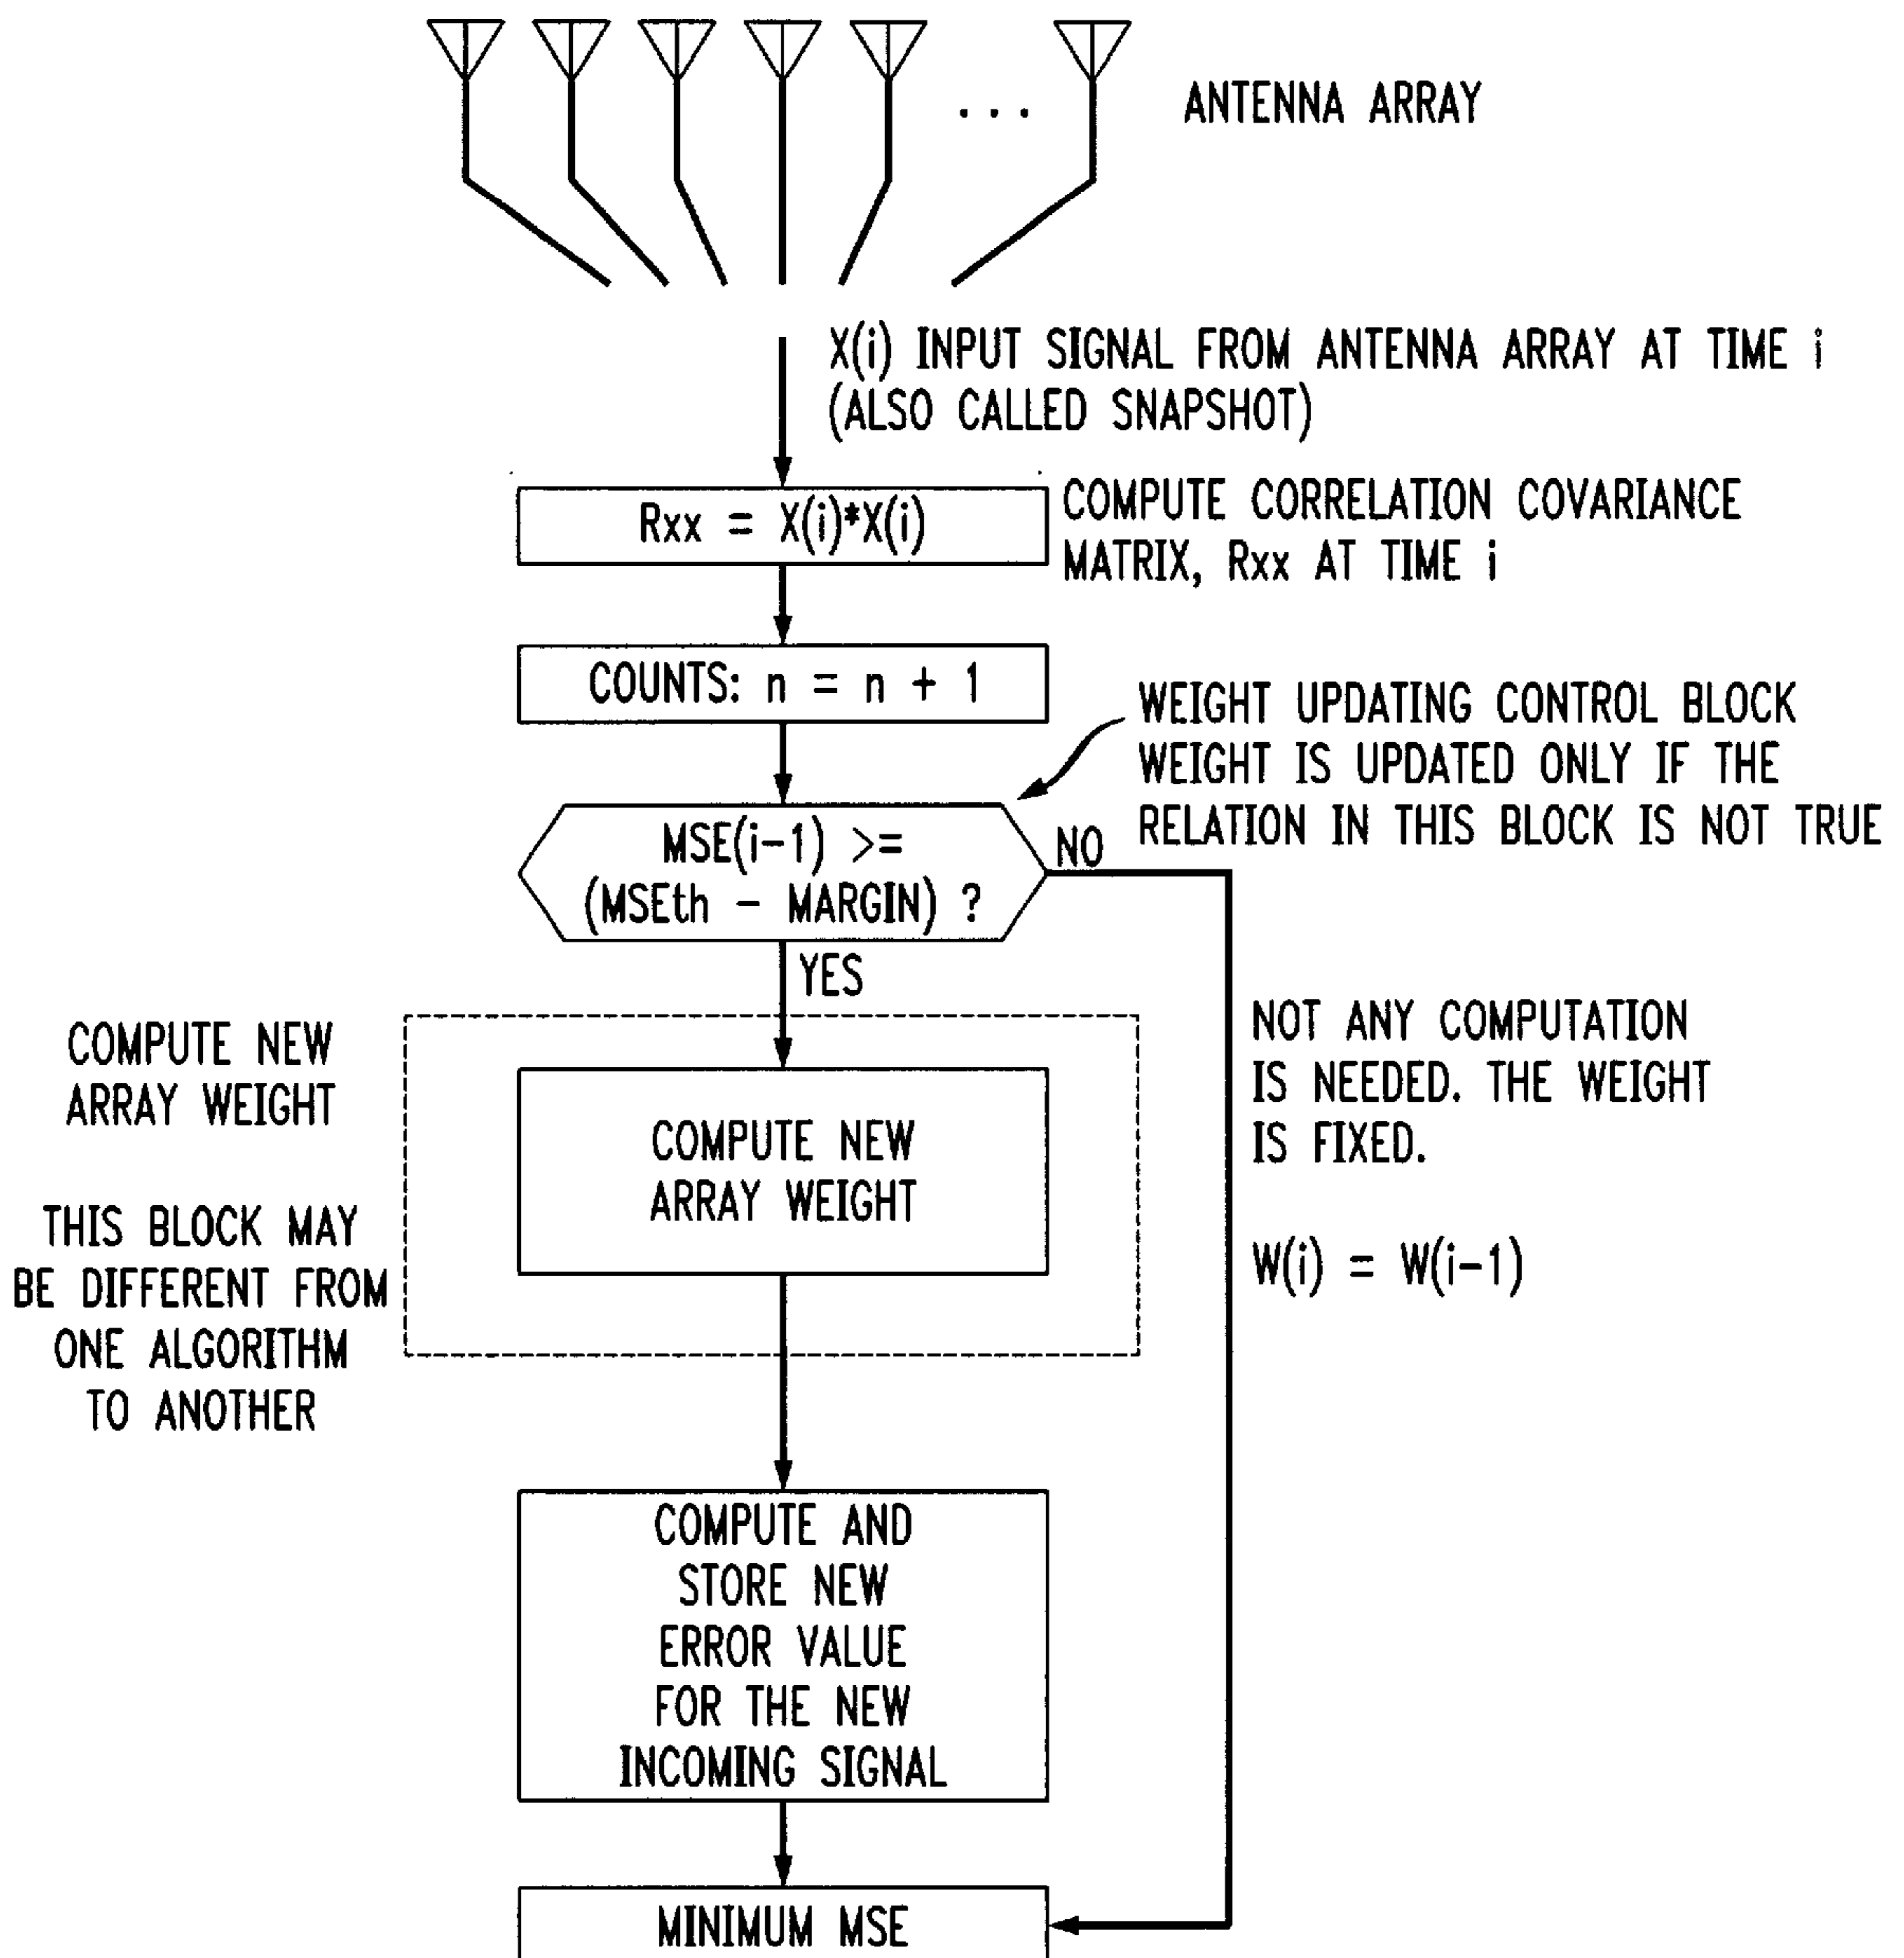 ANTENNA ARRAY
. . .
X(i) INPUT SIGNAL FROM ANTENNA ARRAY AT TIME i
(ALSO CALLED SNAPSHOT)
Rxx = X(i)*X(i)
COMPUTE CORRELATION COVARIANCE
MATRIX, Rxx AT TIME i
COUNTS: n = n + 1
WEIGHT UPDATING CONTROL BLOCK
WEIGHT IS UPDATED ONLY IF THE
RELATION IN THIS BLOCK IS NOT TRUE
MSE(i-1) >=
(MSEth - MARGIN) ?
NO
YES
COMPUTE NEW
ARRAY WEIGHT
THIS BLOCK MAY
BE DIFFERENT FROM
ONE ALGORITHM
TO ANOTHER
COMPUTE NEW
ARRAY WEIGHT
NOT ANY COMPUTATION
IS NEEDED. THE WEIGHT
IS FIXED.
W(i) = W(i-1)
COMPUTE AND
STORE NEW
ERROR VALUE
FOR THE NEW
INCOMING SIGNAL
MINIMUM MSE